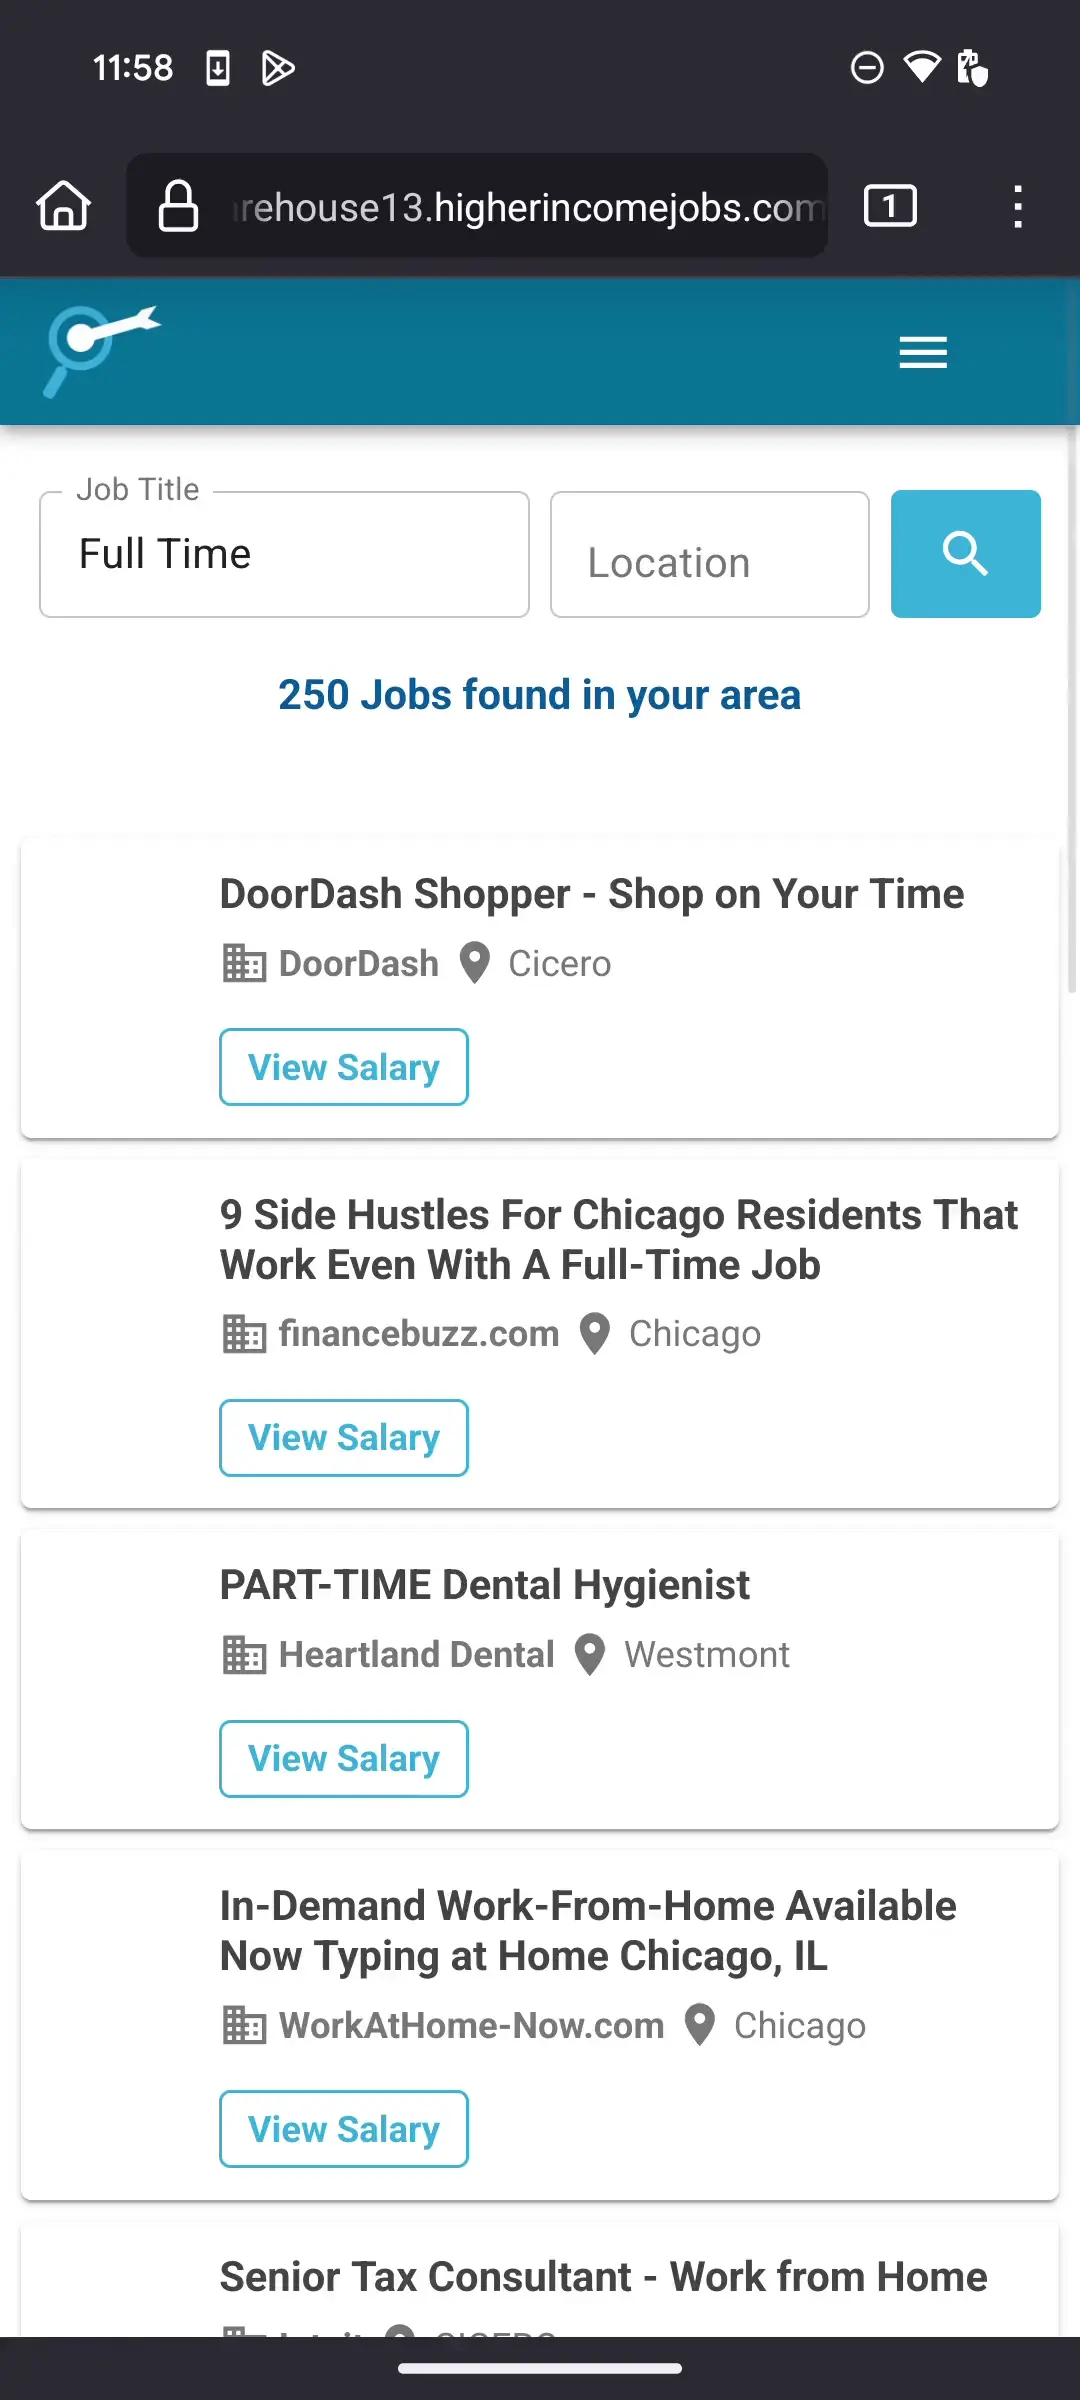 11:58
rehouse13.higherincomejobs.com
1
Job Title
Full Time
Location
250 Jobs found in your area
DoorDash Shopper - Shop on Your Time
DoorDash Cicero
View Salary
9 Side Hustles For Chicago Residents That
Work Even With A Full-Time Job
financebuzz.com Chicago
View Salary
PART-TIME Dental Hygienist
Heartland Dental Westmont
View Salary
In-Demand Work-From-Home Available
Now Typing at Home Chicago, IL
WorkAtHome-Now.com Chicago
View Salary
Senior Tax Consultant - Work from Home